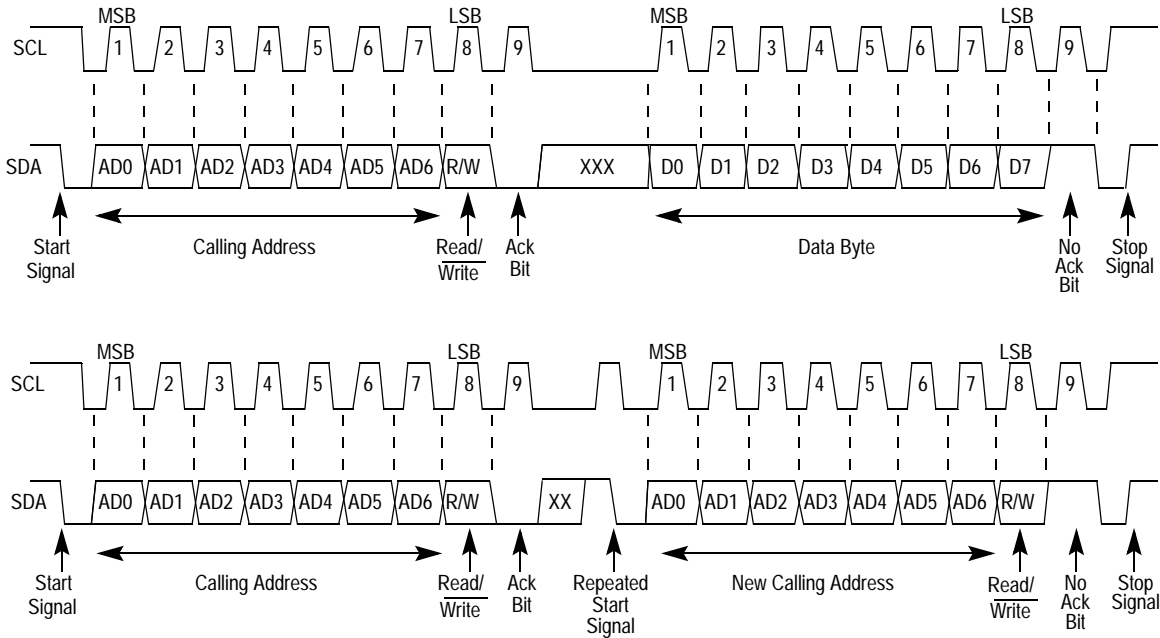 MSB LSB MSB LSB
SCL 1 2 3 4 5 6 7 8 9 1 2 3 4 5 6 7 8 9
SDA AD0 AD1 AD2 AD3 AD4 AD5 AD6 R/W XXX D0 D1 D2 D3 D4 D5 D6 D7
Start Signal
Calling Address
Read/
Write
Ack
Bit
Data Byte
No
Ack
Bit
Stop
Signal
MSB LSB MSB LSB
SCL 1 2 3 4 5 6 7 8 9 1 2 3 4 5 6 7 8 9
SDA AD0 AD1 AD2 AD3 AD4 AD5 AD6 R/W XX AD0 AD1 AD2 AD3 AD4 AD5 AD6 R/W
Start
Signal
Calling Address
Read/
Write
Ack
Bit
Repeated
Start
Signal
New Calling Address
Read/
Write
No
Ack
Bit
Stop
Signal